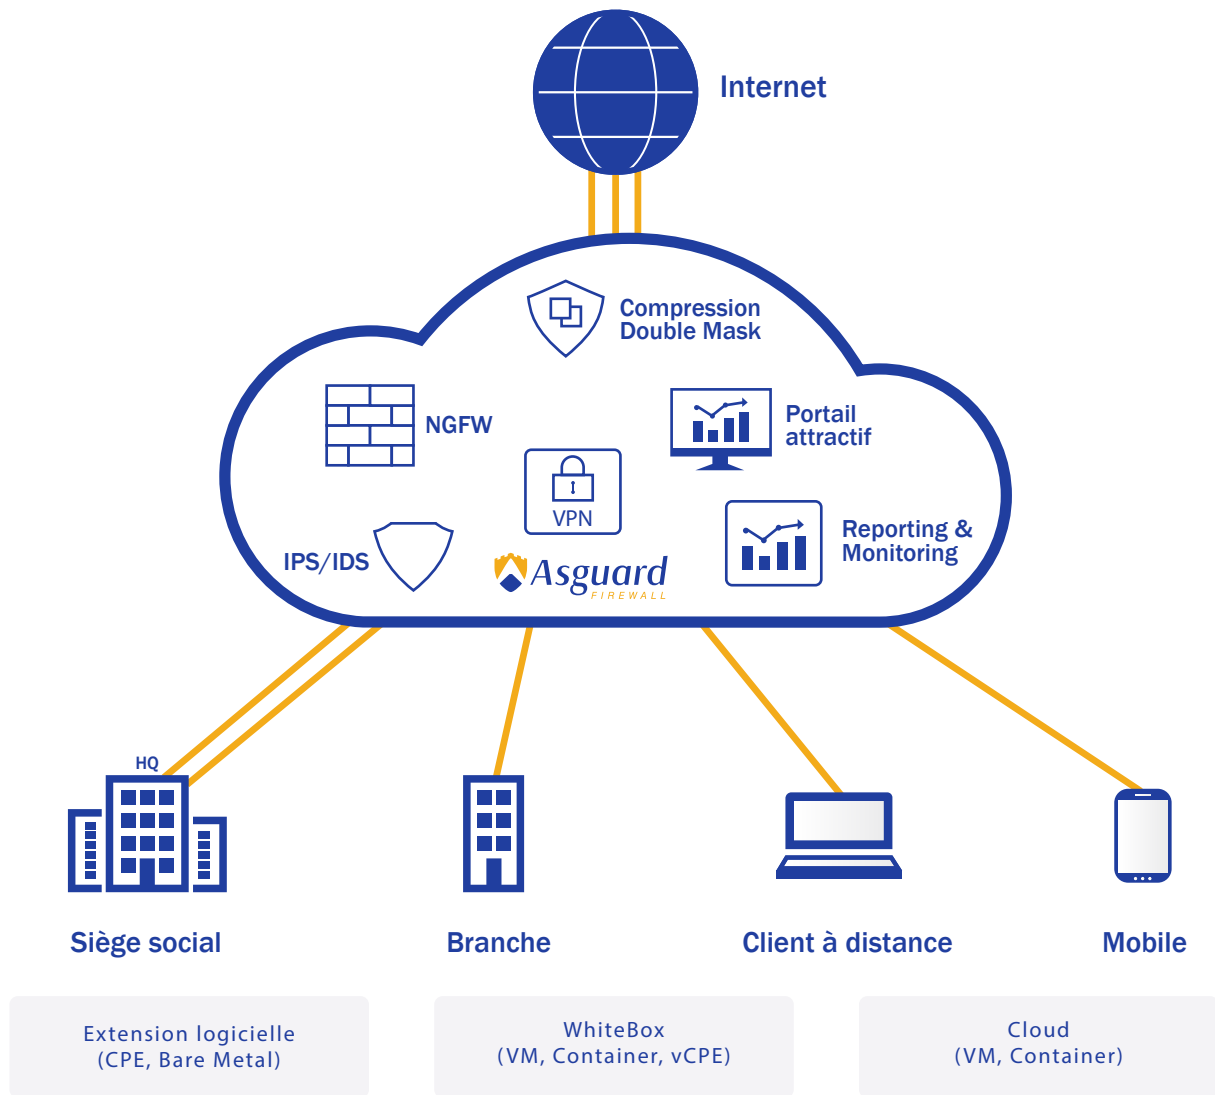 Internet
Compression
Double Mask
NGFW
Portail
attractif
VPN
IPS/IDS
Asguard
FIREWALL
Reporting &
Monitoring
HQ
Siège social
Branche
Client à distance
Mobile
Extension logicielle
(CPE, Bare Metal)
WhiteBox
(VM, Container, vCPE)
Cloud
(VM, Container)